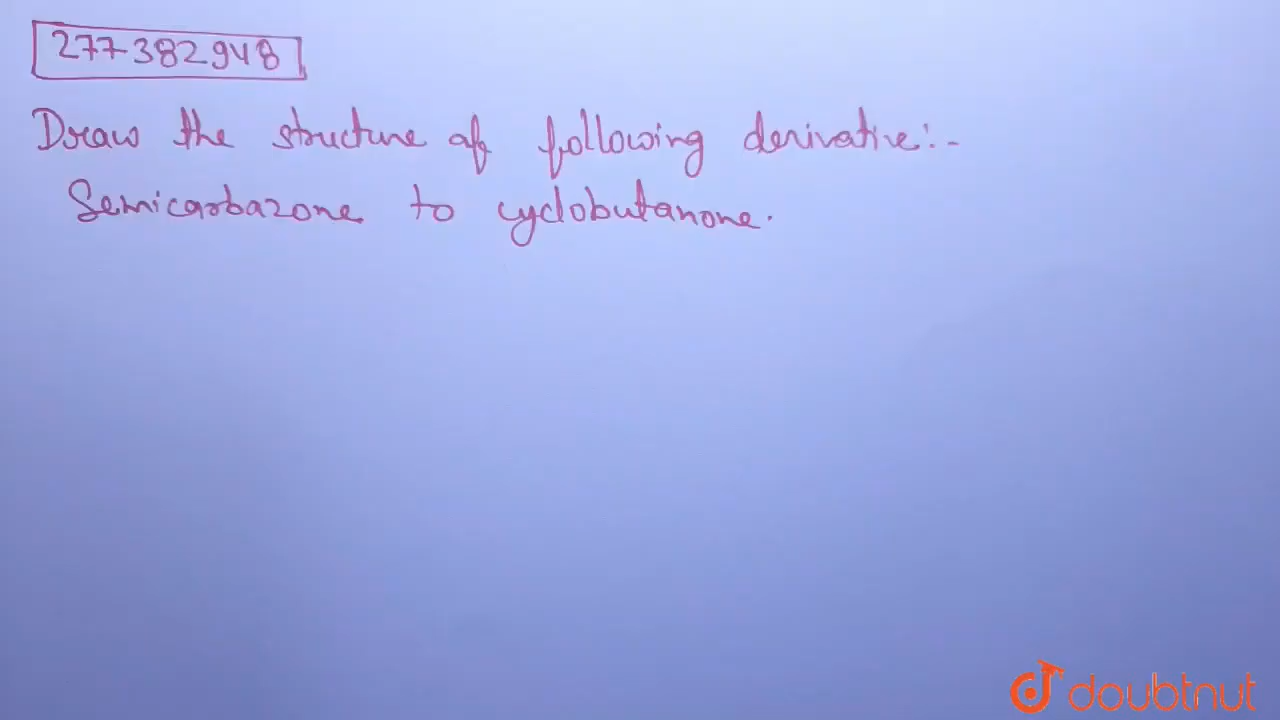 277382948
Draw the structure of following derivative:-
Semicarbazone to cyclobutanone.
doubtnut